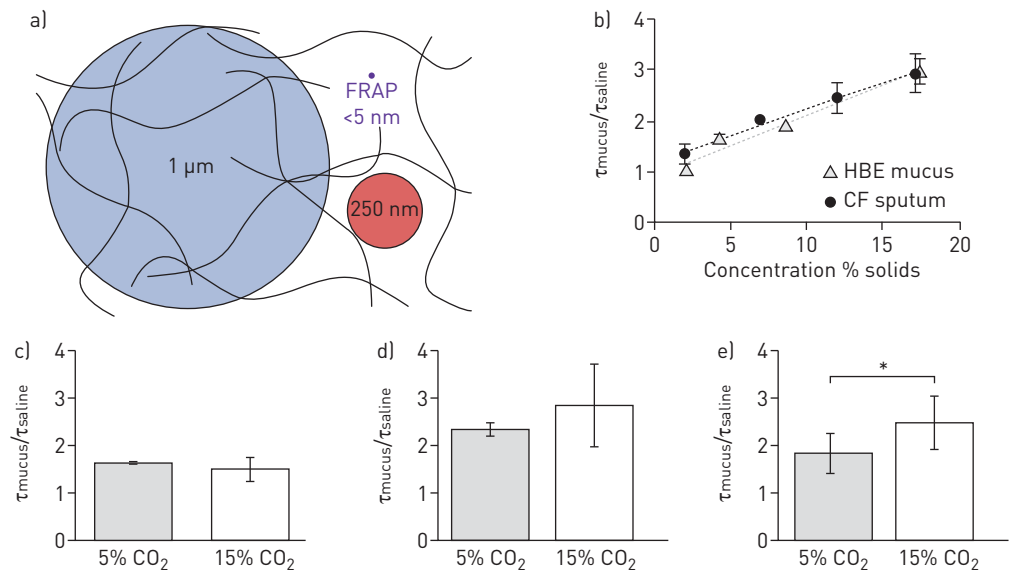 a)
FRAP
<5 nm
1 µm
250 nm
b)
τmucus/τsaline
4
3
2
1
0
0 5 10 15 20
Concentration % solids
HBE mucus
CF sputum
c)
τmucus/τsaline
4
3
2
1
0
5% CO₂ 15% CO₂
d)
τmucus/τsaline
4
3
2
1
0
5% CO₂ 15% CO₂
e)
τmucus/τsaline
4
3
2
1
0
*
5% CO₂ 15% CO₂